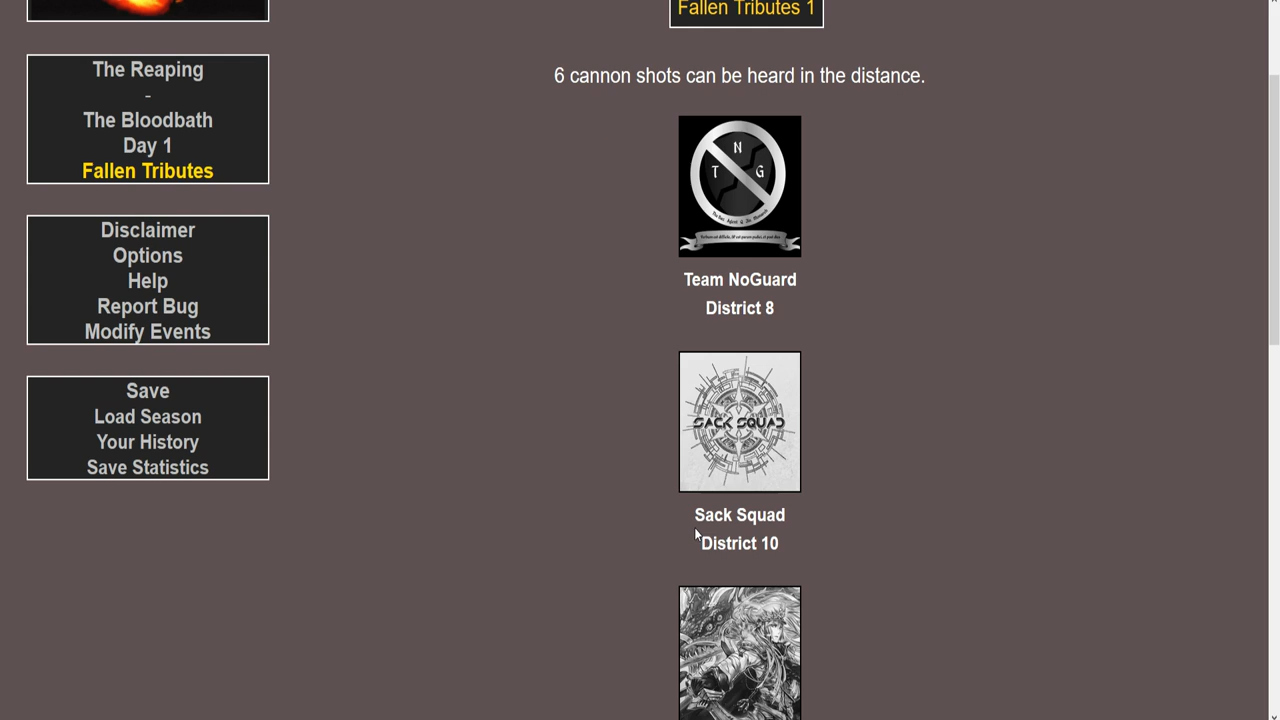 Fallen Tributes 1
The Reaping
-
The Bloodbath
Day 1
Fallen Tributes
Disclaimer
Options
Help
Report Bug
Modify Events
Save
Load Season
Your History
Save Statistics
6 cannon shots can be heard in the distance.
N
T G
Team NoGuard
District 8
SACK SQUAD
Sack Squad
District 10